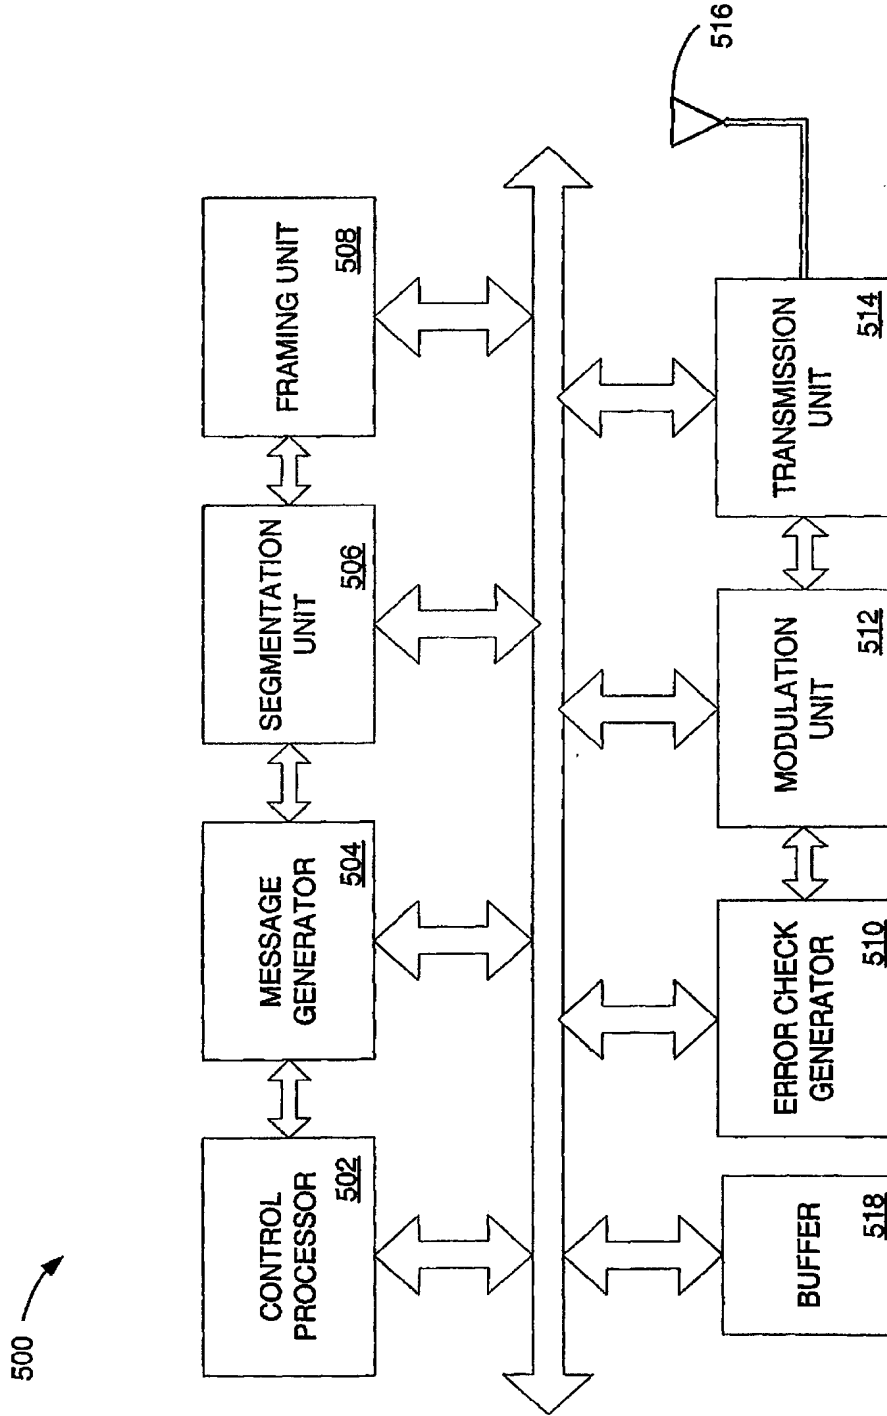 500
CONTROL
PROCESSOR
502
MESSAGE
GENERATOR
504
SEGMENTATION
UNIT
506
FRAMING UNIT
508
BUFFER
518
ERROR CHECK
GENERATOR
510
MODULATION
UNIT
512
TRANSMISSION
UNIT
514
516